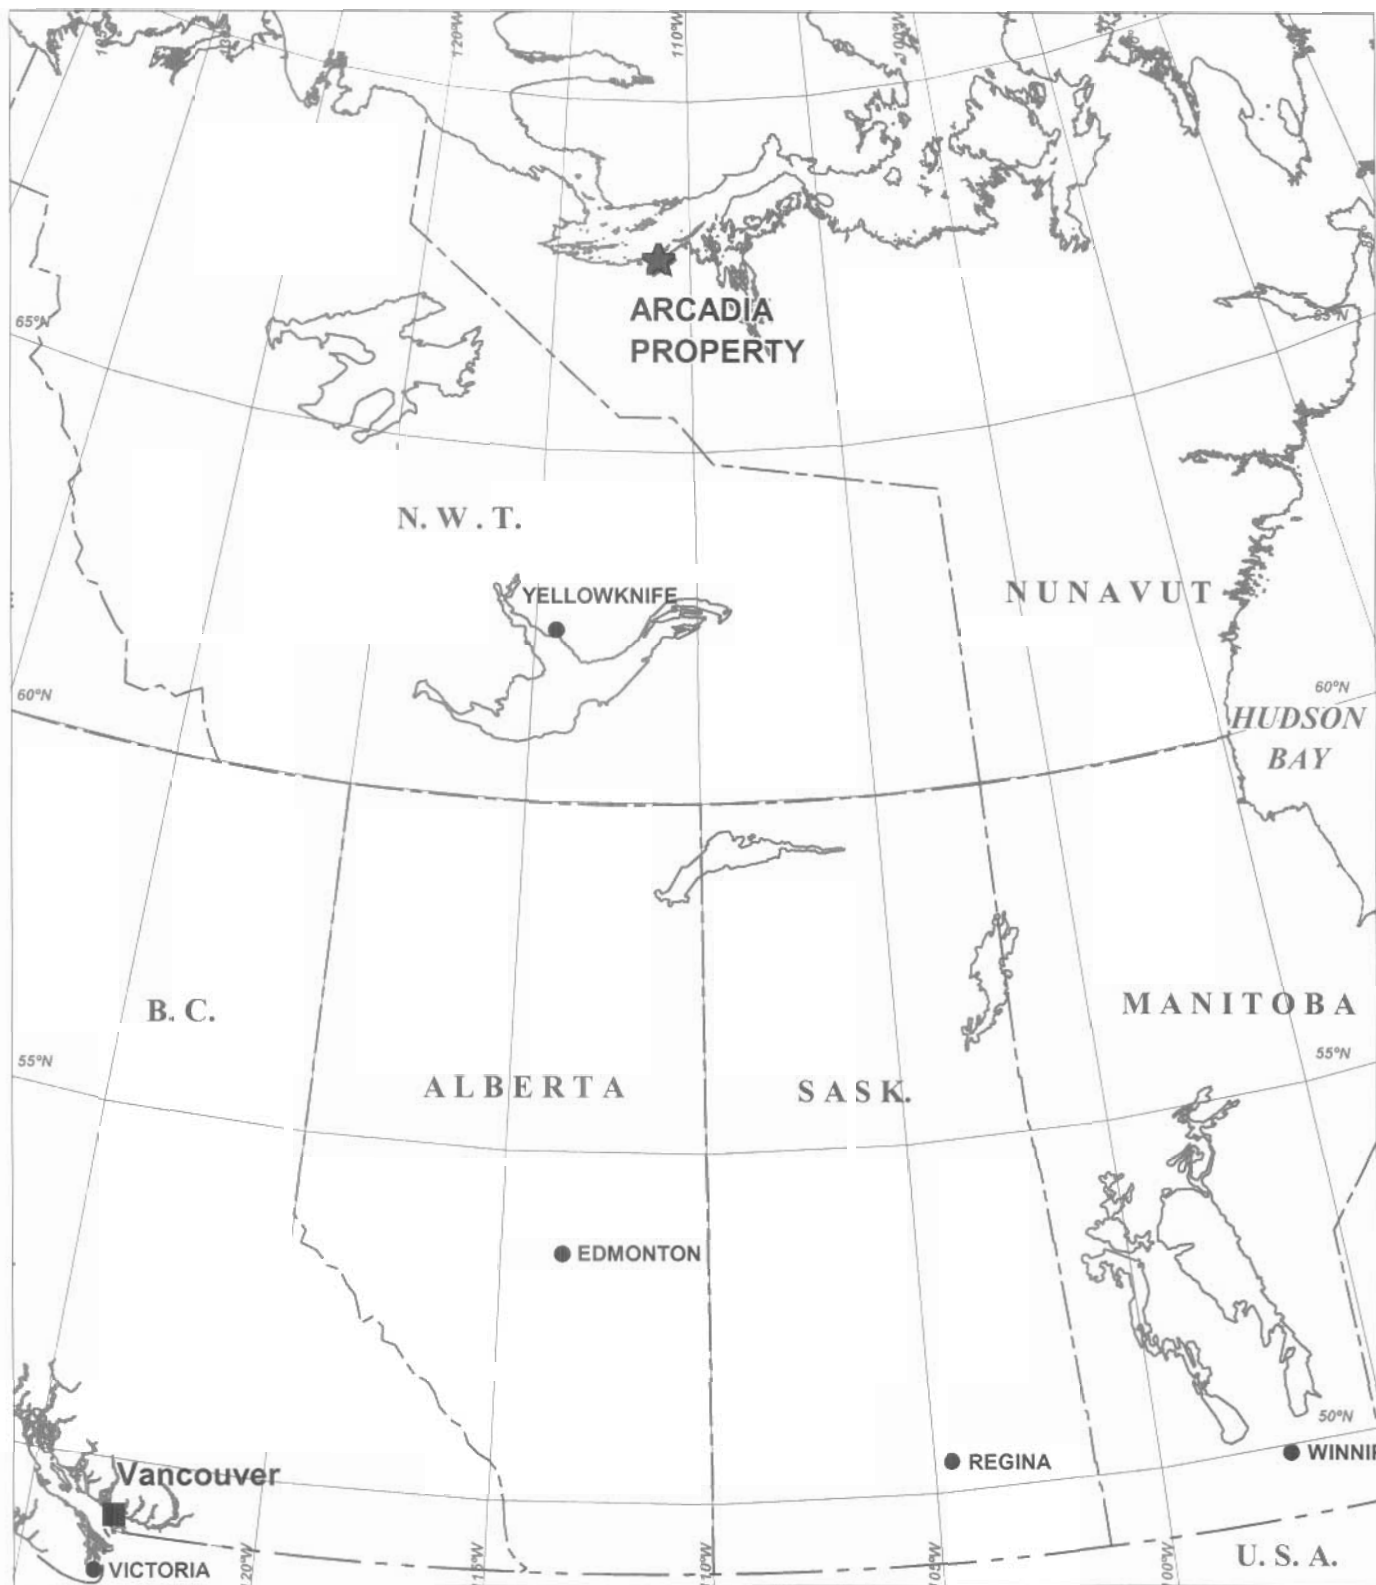 120°W
110°W
100°W
ARCADIA
PROPERTY
65°N
65°N
N. W. T.
YELLOWKNIFE
NUNAVUT
60°N
60°N
HUDSON
BAY
B. C.
MANITOBA
55°N
55°N
ALBERTA
SASK.
EDMONTON
50°N
REGINA
WINNIP
Vancouver
VICTORIA
120°W
115°W
110°W
105°W
100°W
U. S. A.